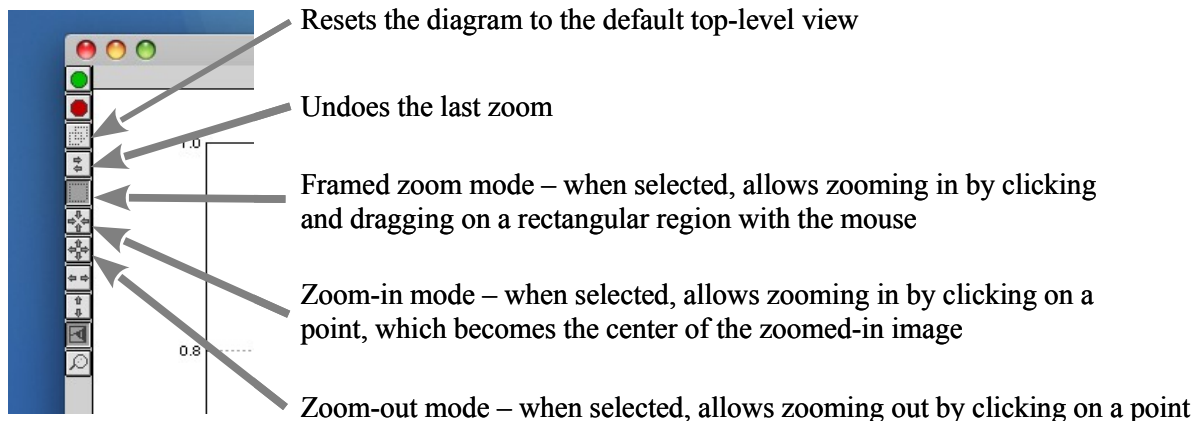 Resets the diagram to the default top-level view
Undoes the last zoom
1.0
Framed zoom mode – when selected, allows zooming in by clicking
and dragging on a rectangular region with the mouse
Zoom-in mode – when selected, allows zooming in by clicking on a
point, which becomes the center of the zoomed-in image
0.8
Zoom-out mode – when selected, allows zooming out by clicking on a point